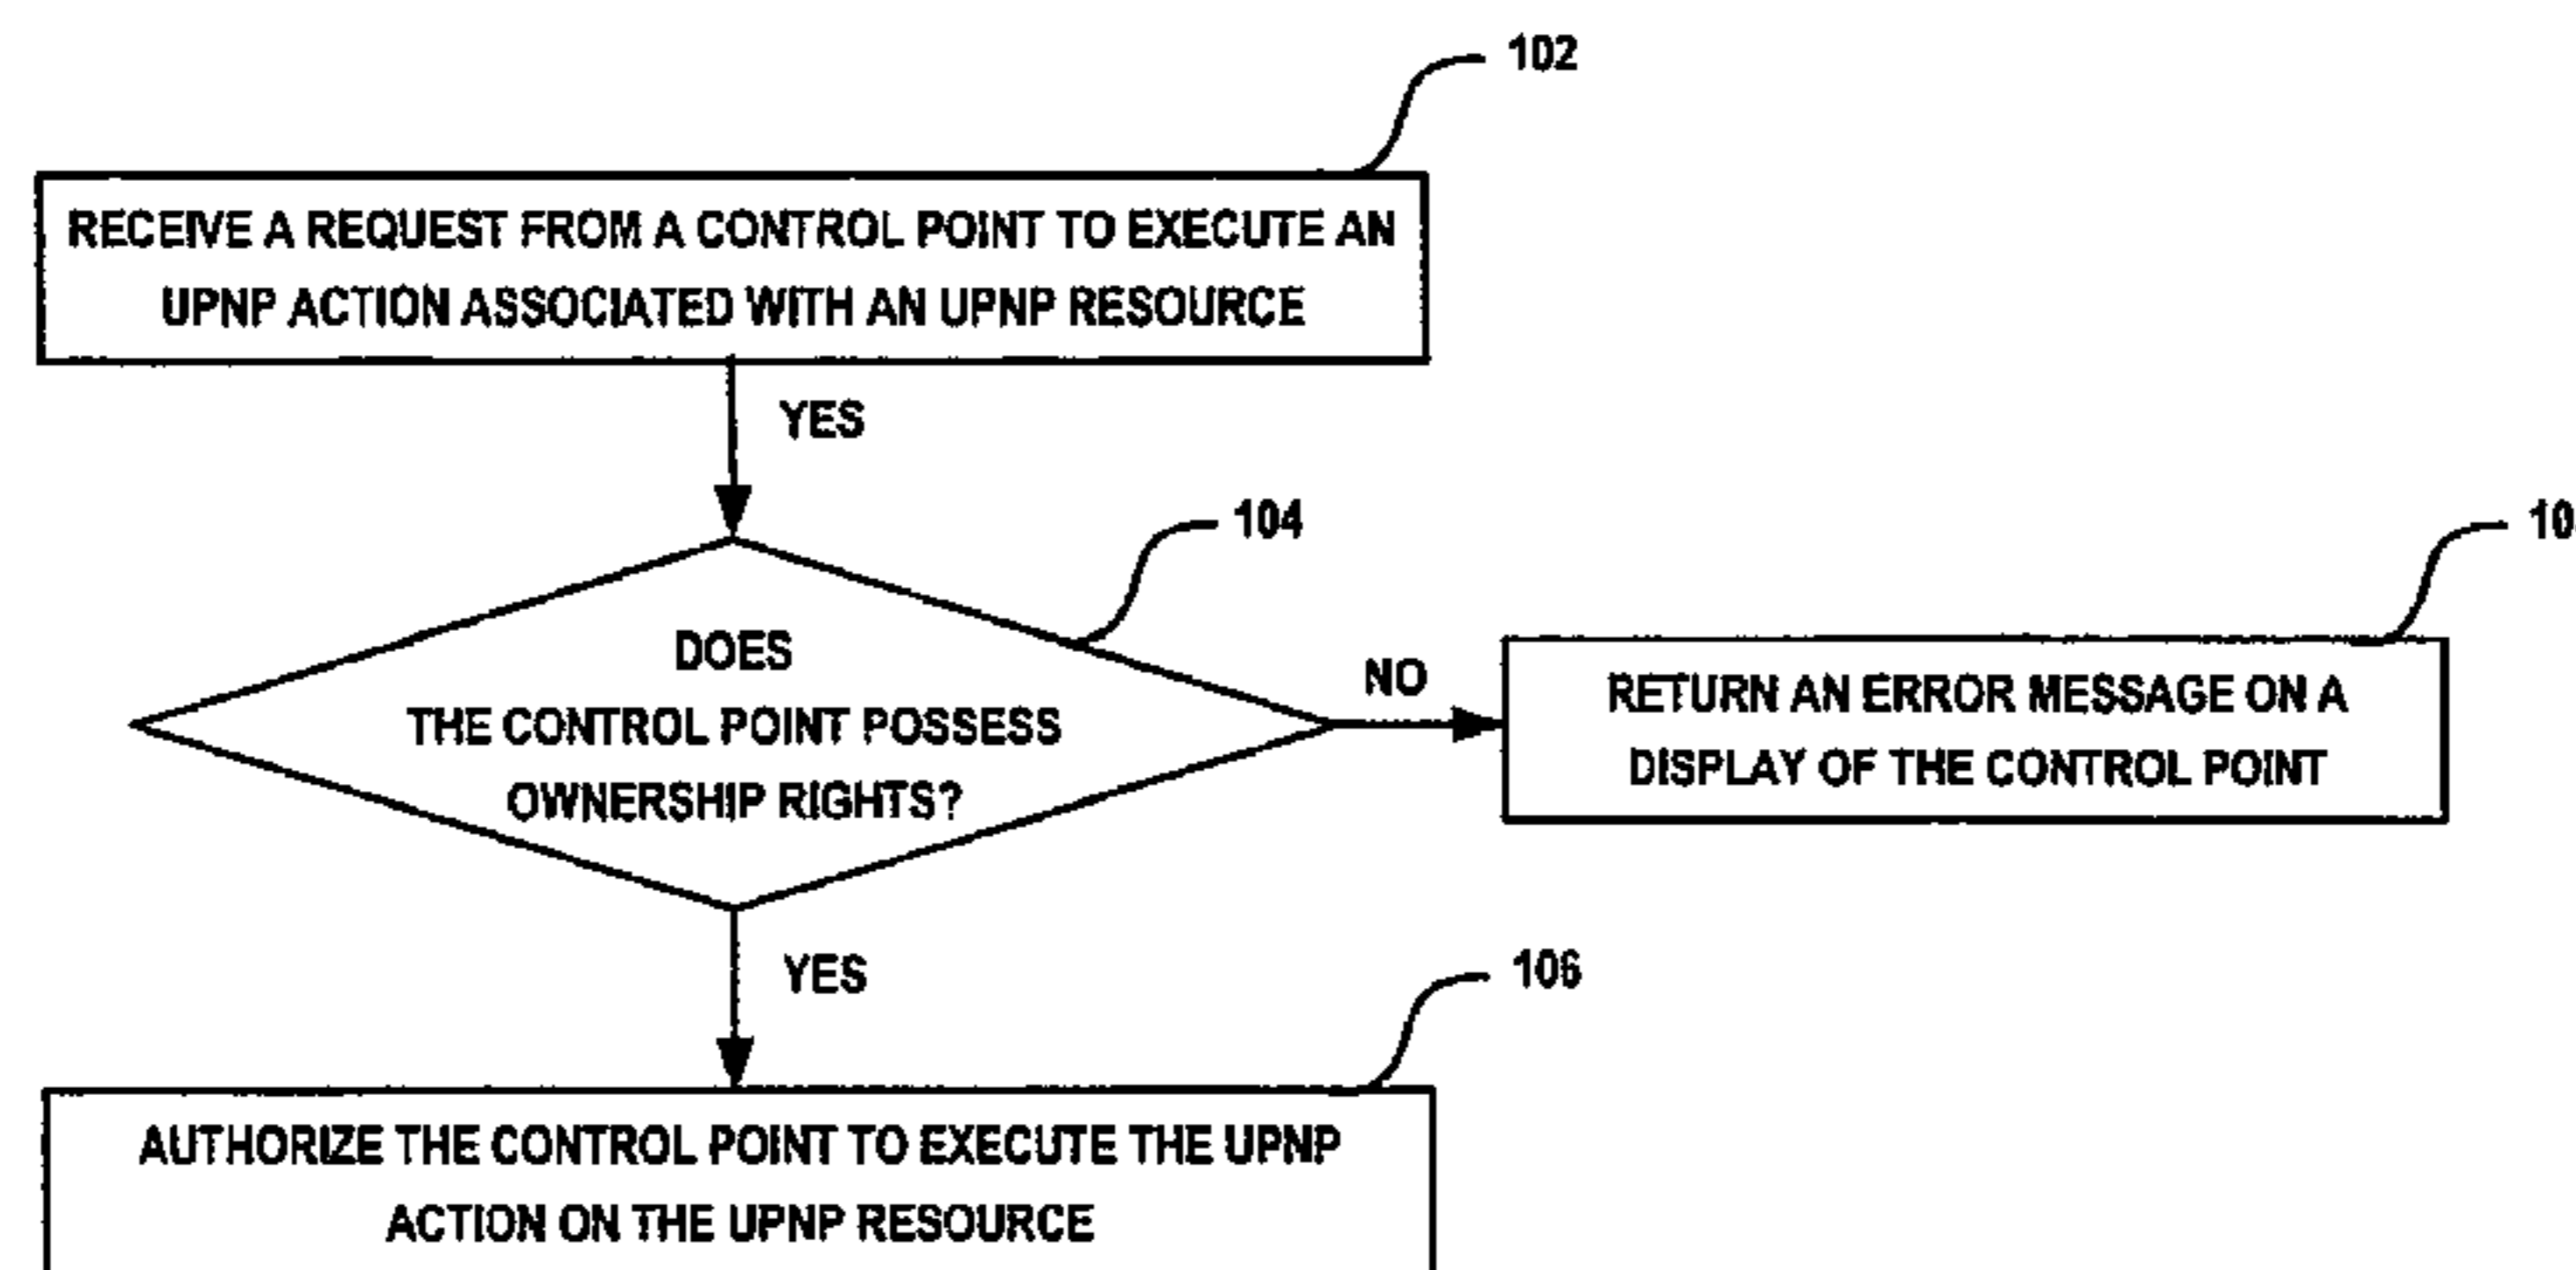 102
RECEIVE A REQUEST FROM A CONTROL POINT TO EXECUTE AN
UPNP ACTION ASSOCIATED WITH AN UPNP RESOURCE
YES
104
DOES
THE CONTROL POINT POSSESS
OWNERSHIP RIGHTS?
NO
10
RETURN AN ERROR MESSAGE ON A
DISPLAY OF THE CONTROL POINT
YES
106
AUTHORIZE THE CONTROL POINT TO EXECUTE THE UPNP
ACTION ON THE UPNP RESOURCE